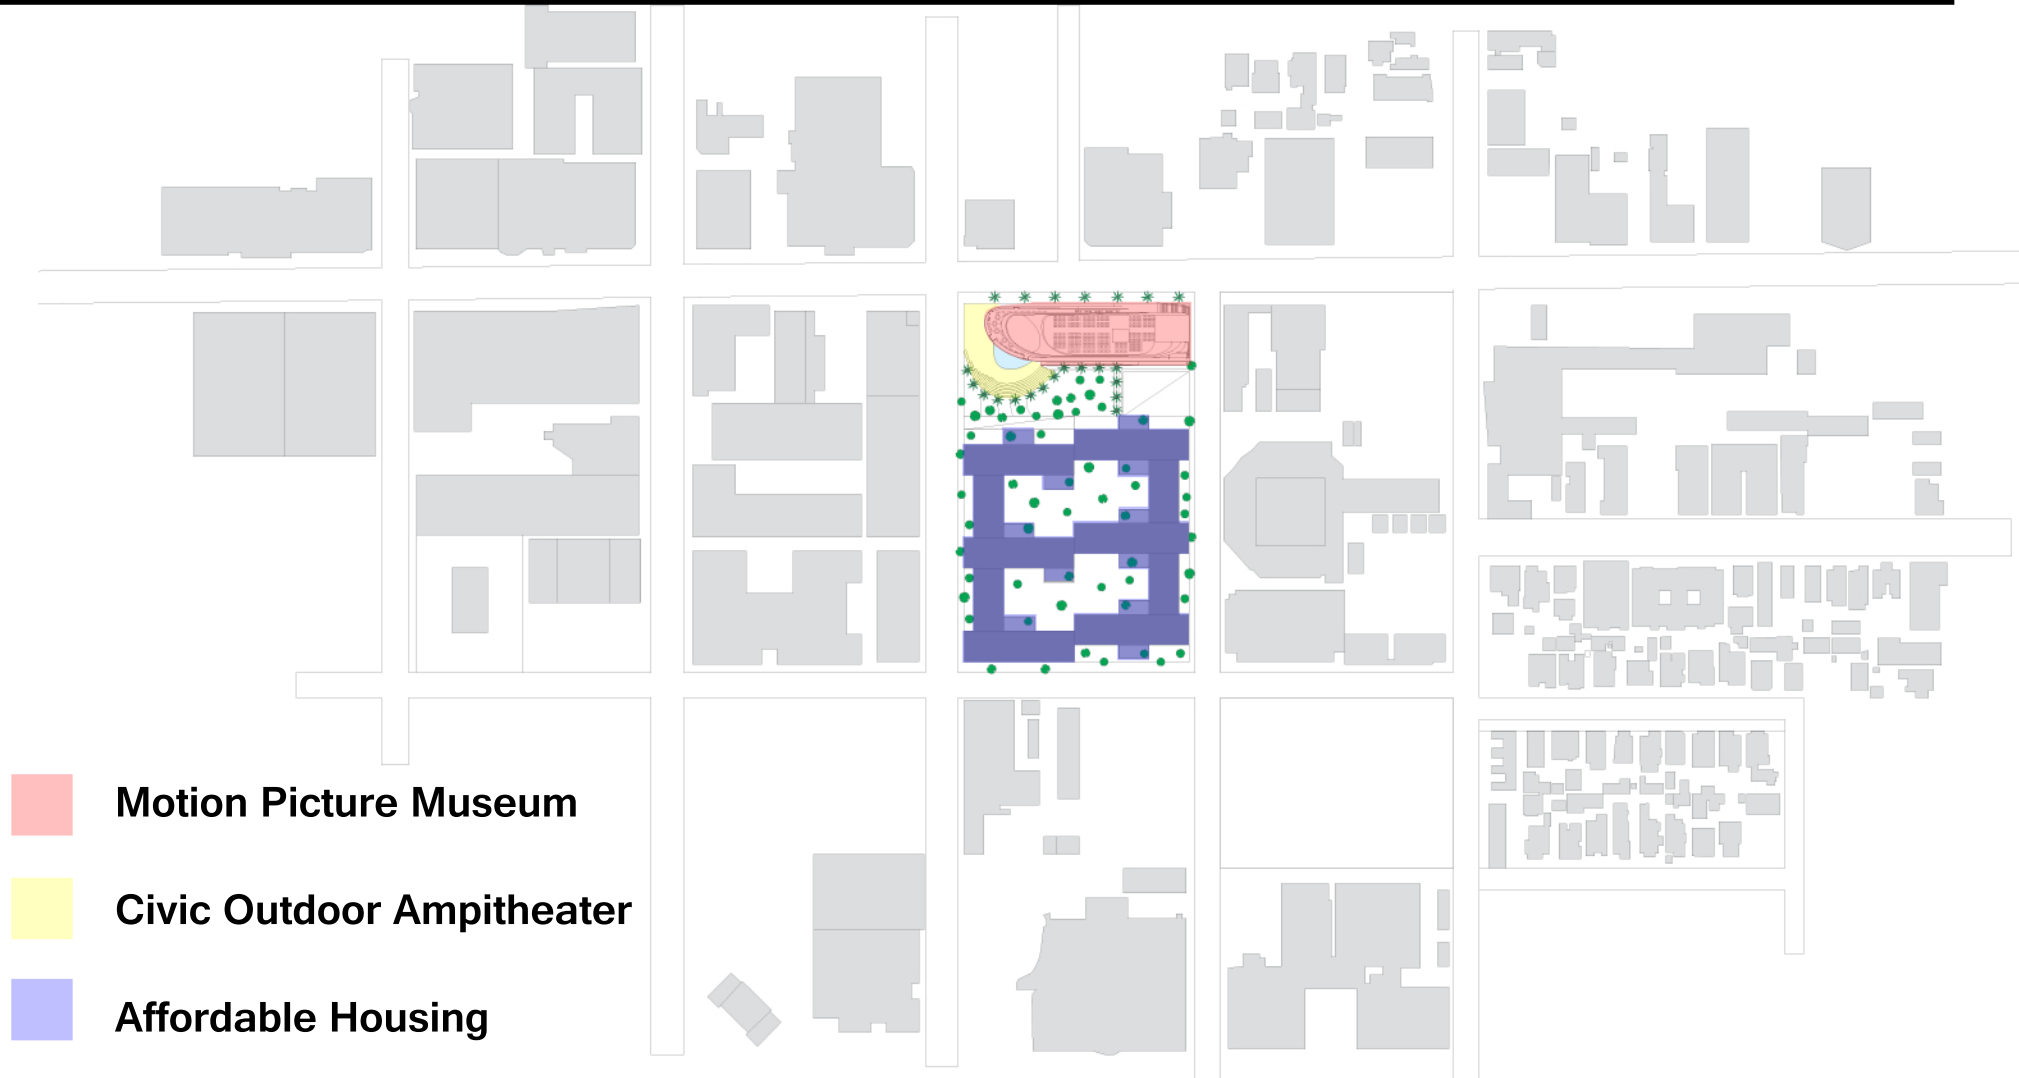 Motion Picture Museum
Civic Outdoor Ampitheater
Affordable Housing